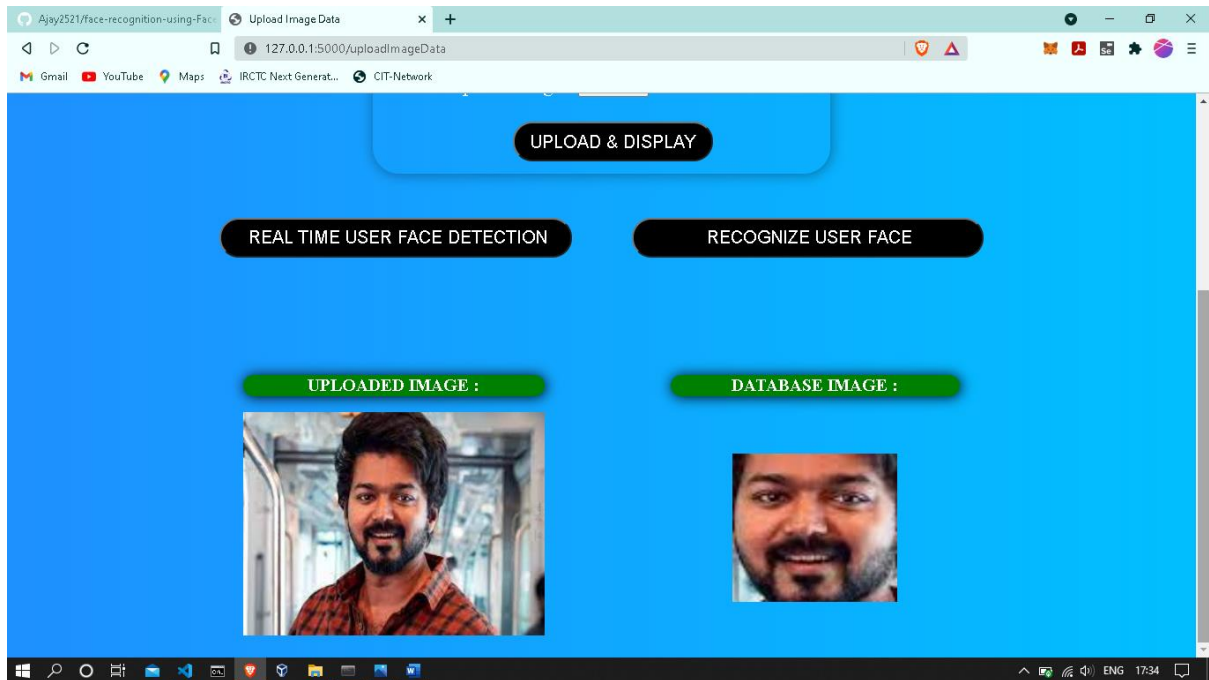 Ajay2521/face-recognition-using-Face
Upload Image Data
127.0.0.1:5000/uploadImageData
Gmail YouTube Maps IRCTC Next Generat... CIT-Network
UPLOAD & DISPLAY
REAL TIME USER FACE DETECTION
RECOGNIZE USER FACE
UPLOADED IMAGE :
DATABASE IMAGE :
ENG 17:34